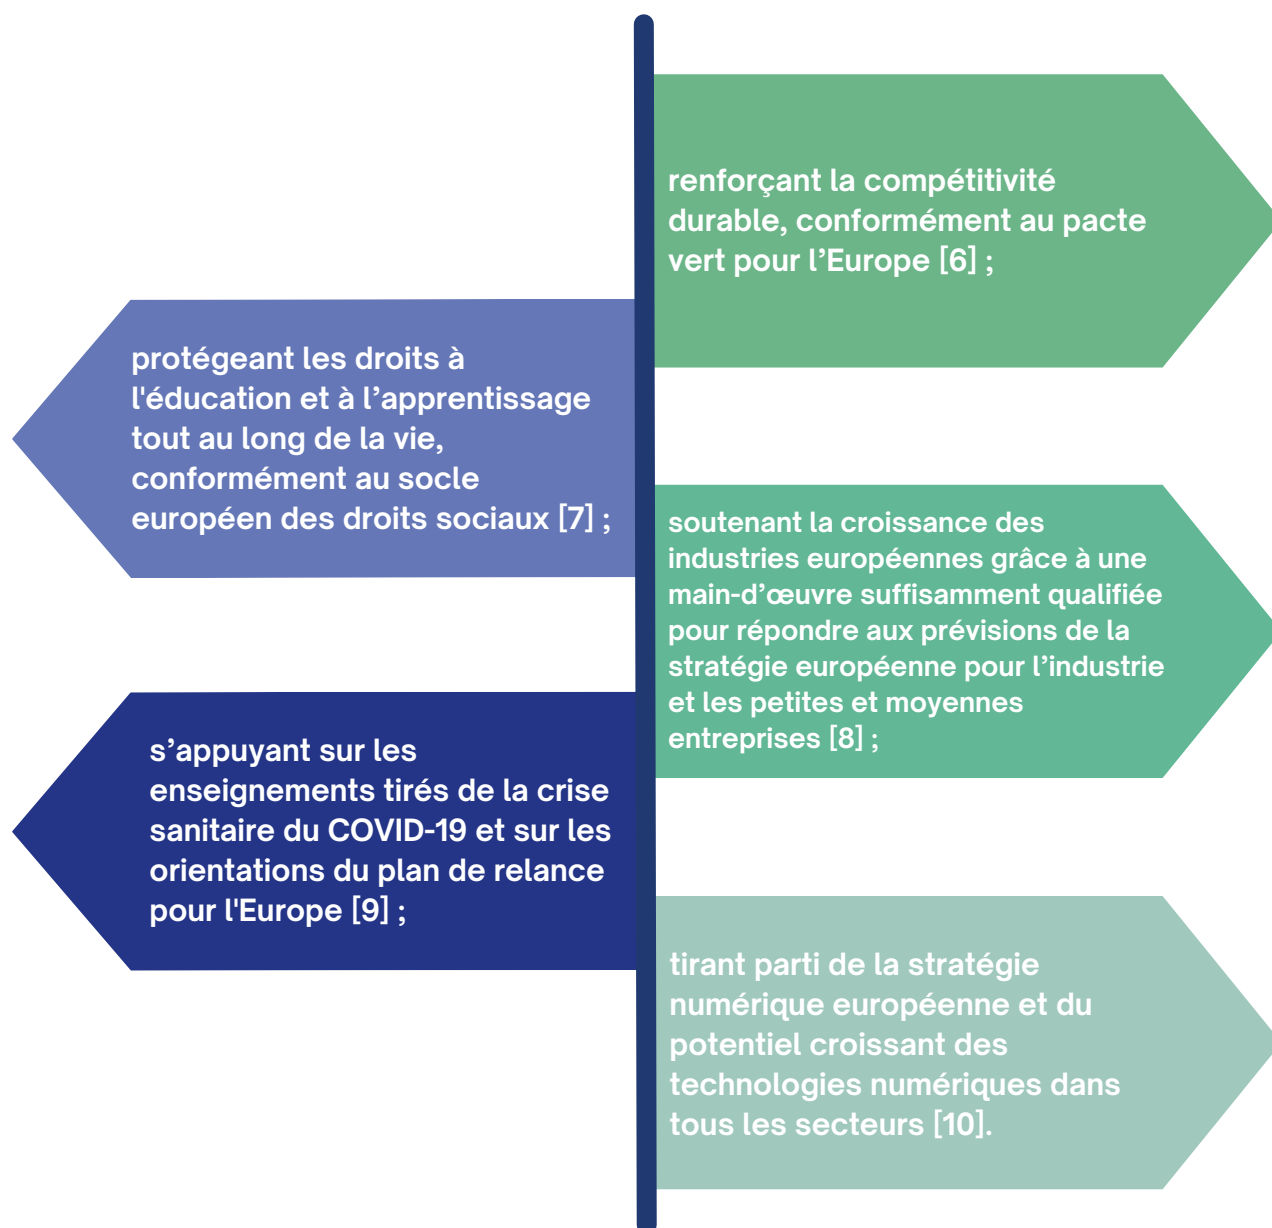 renforçant la compétitivité
durable, conformément au pacte
vert pour l’Europe [6] ;
protégeant les droits à
l'éducation et à l’apprentissage
tout au long de la vie,
conformément au socle
européen des droits sociaux [7] ;
soutenant la croissance des
industries européennes grâce à une
main-d’œuvre suffisamment qualifiée
pour répondre aux prévisions de la
stratégie européenne pour l’industrie
et les petites et moyennes
entreprises [8] ;
s’appuyant sur les
enseignements tirés de la crise
sanitaire du COVID-19 et sur les
orientations du plan de relance
pour l'Europe [9] ;
tirant parti de la stratégie
numérique européenne et du
potentiel croissant des
technologies numériques dans
tous les secteurs [10].